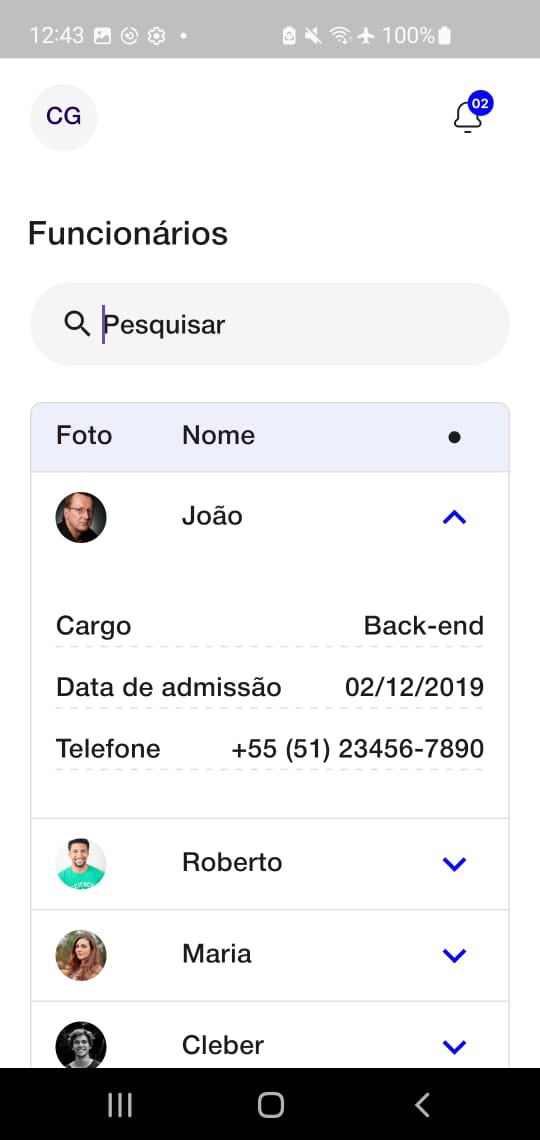 12:43 100%
CG 02
Funcionários
Pesquisar
Foto Nome
João
Cargo Back-end
Data de admissão 02/12/2019
Telefone +55 (51) 23456-7890
Roberto
Maria
Cleber